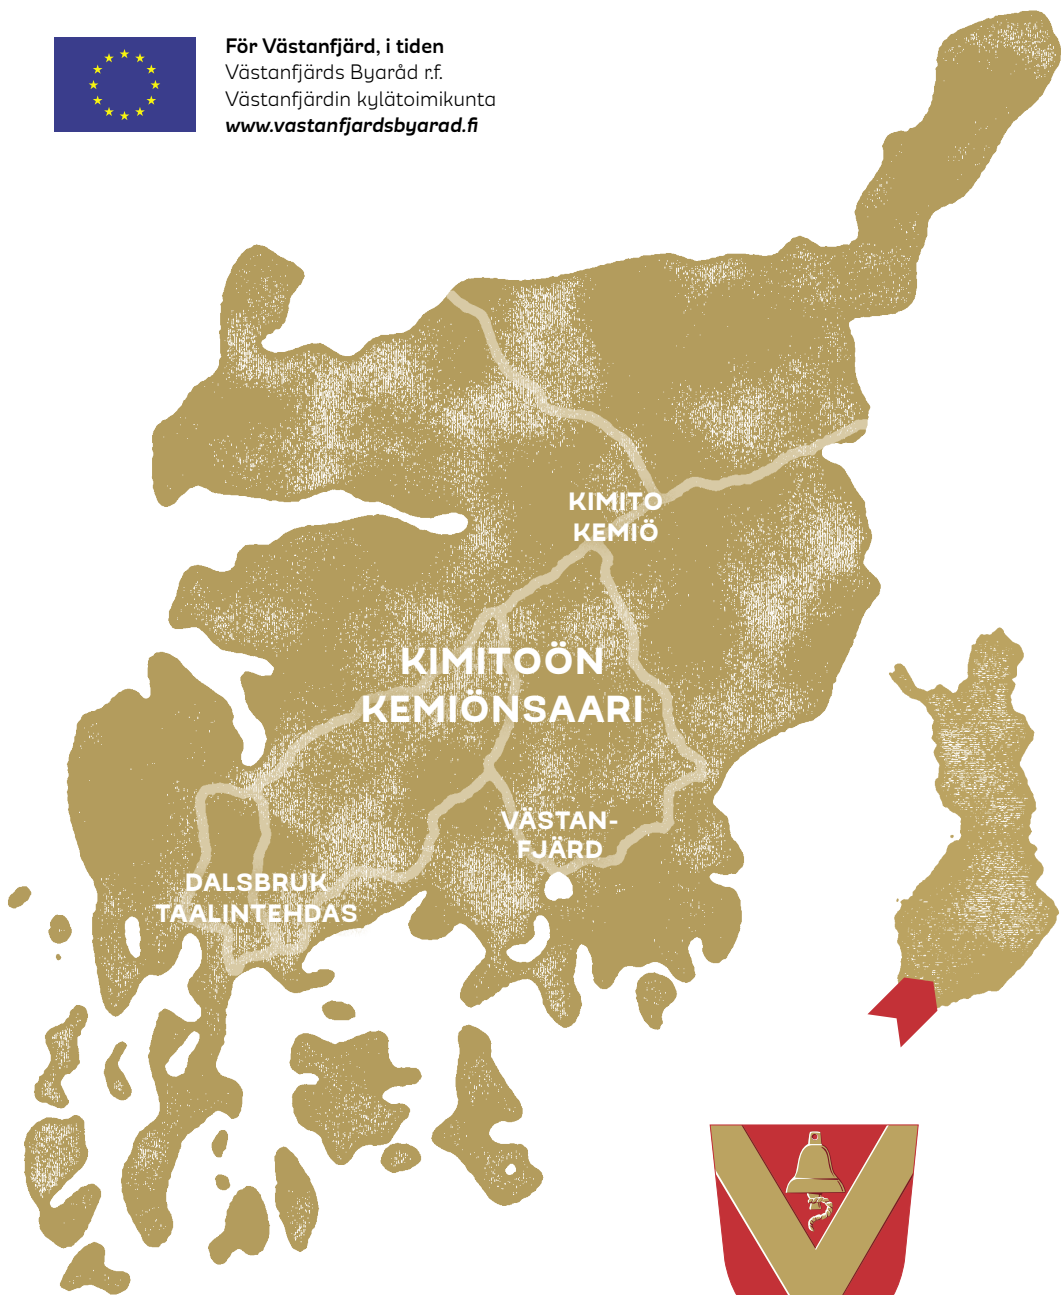 För Västanfjärd, i tiden
Västanfjärds Byaråd r.f.
Västanfjärdin kylätoimikunta
www.vastanfjardsbyarad.fi
KIMITO
KEMIÖ
KIMITOÖN
KEMIÖNSAARI
VÄSTAN-
FJÄRD
DALSBRUK
TAALINTEHDAS